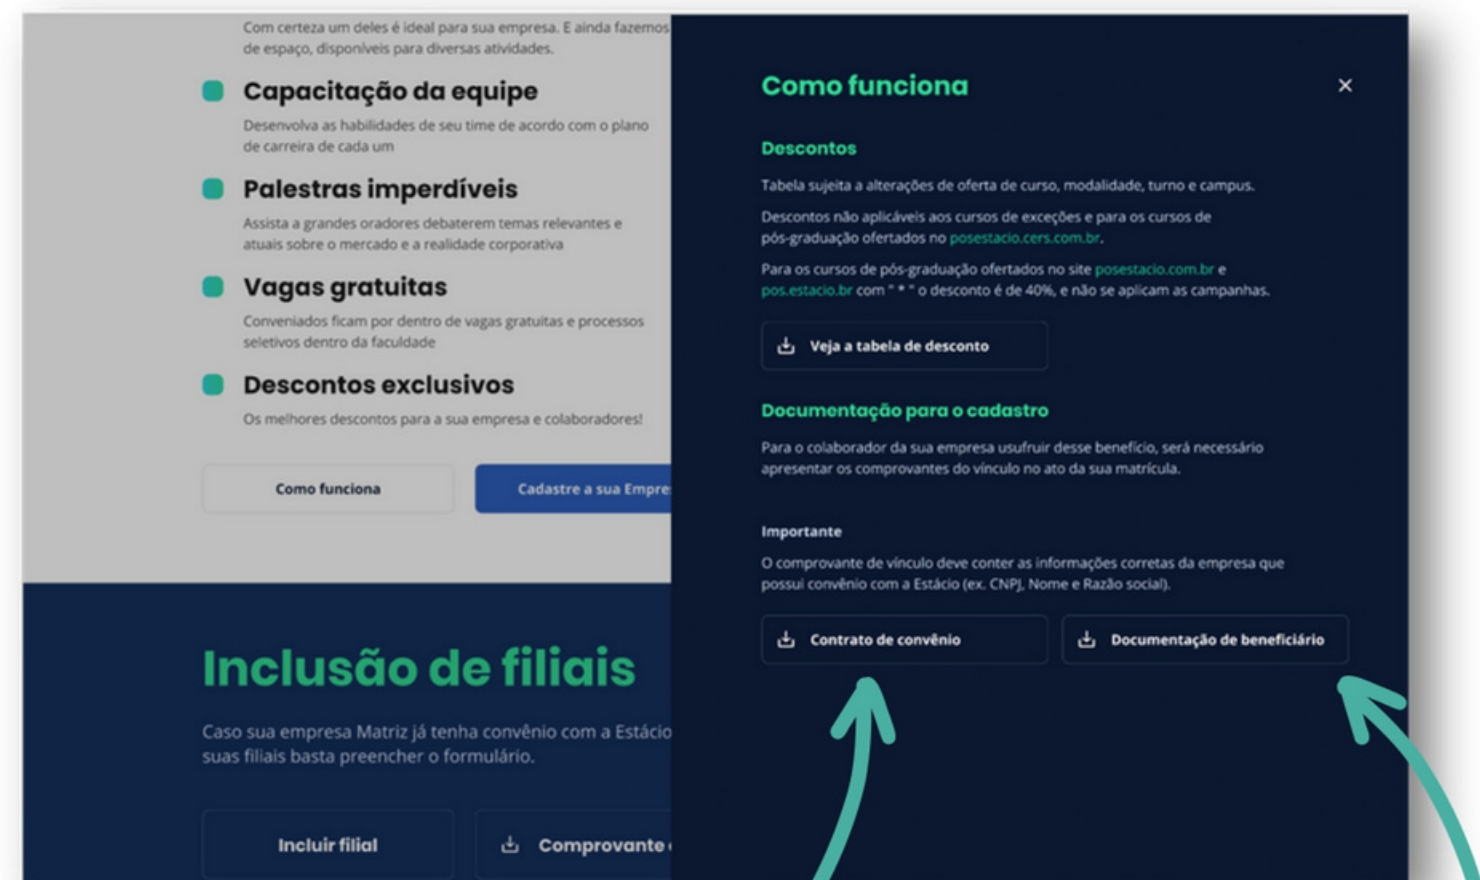 Com certeza um deles é ideal para sua empresa. E ainda fazemos
de espaço, disponíveis para diversas atividades.
Capacitação da equipe
Desenvolva as habilidades de seu time de acordo com o plano
de carreira de cada um
Palestras imperdíveis
Assista a grandes oradores debaterem temas relevantes e
atuais sobre o mercado e a realidade corporativa
Vagas gratuitas
Conveniados ficam por dentro de vagas gratuitas e processos
seletivos dentro da faculdade
Descontos exclusivos
Os melhores descontos para a sua empresa e colaboradores!
Como funciona
Cadastre a sua Empre
Inclusão de filiais
Caso sua empresa Matriz já tenha convênio com a Estácio
suas filiais basta preencher o formulário.
Incluir filial
Comprovante
Como funciona
Descontos
Tabela sujeita a alterações de oferta de curso, modalidade, turno e campus.
Descontos não aplicáveis aos cursos de exceções e para os cursos de
pós-graduação ofertados no posestacio.cers.com.br.
Para os cursos de pós-graduação ofertados no site posestacio.com.br e
pos.estacio.br com " * " o desconto é de 40%, e não se aplicam as campanhas.
Veja a tabela de desconto
Documentação para o cadastro
Para o colaborador da sua empresa usufruir desse benefício, será necessário
apresentar os comprovantes do vínculo no ato da sua matrícula.
Importante
O comprovante de vínculo deve conter as informações corretas da empresa que
possui convênio com a Estácio (ex. CNPJ, Nome e Razão social).
Contrato de convênio
Documentação de beneficiário